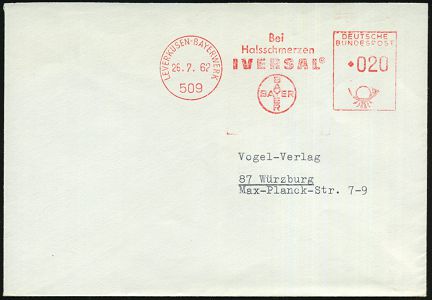 LEVERKUSEN-BAYERWERK
26.7.62
509
Bei
Halsschmerzen
IVERSAL®
BAYER
BAYER
DEUTSCHE
BUNDESPOST
020
Vogel-Verlag
87 Würzburg
Max-Planck-Str. 7-9